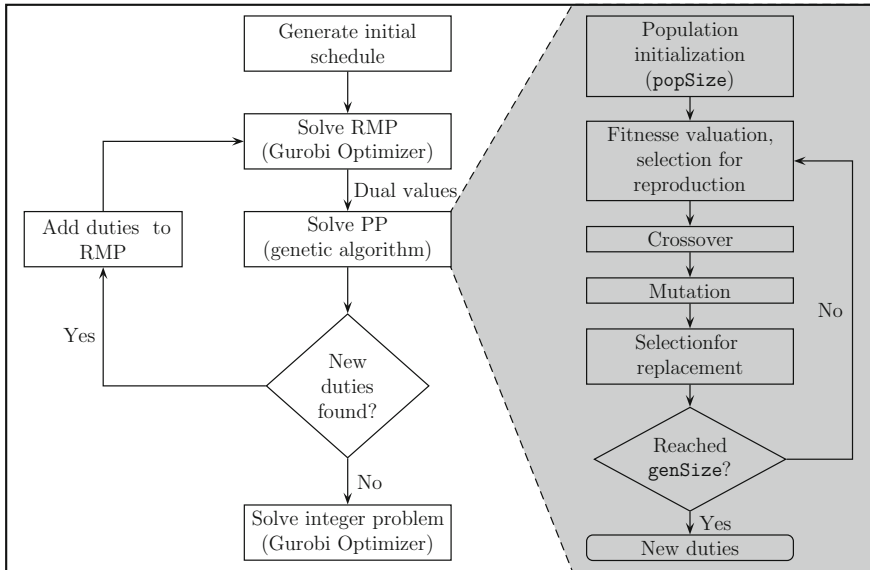 Generate initial
schedule
Solve RMP
(Gurobi Optimizer)
Dual values
Add duties to
RMP
Solve PP
(genetic algorithm)
Yes
New
duties
found?
No
Solve integer problem
(Gurobi Optimizer)
Population
initialization
(popSize)
Fitnesse valuation,
selection for
reproduction
Crossover
Mutation
No
Selectionfor
replacement
Reached
genSize?
Yes
New duties